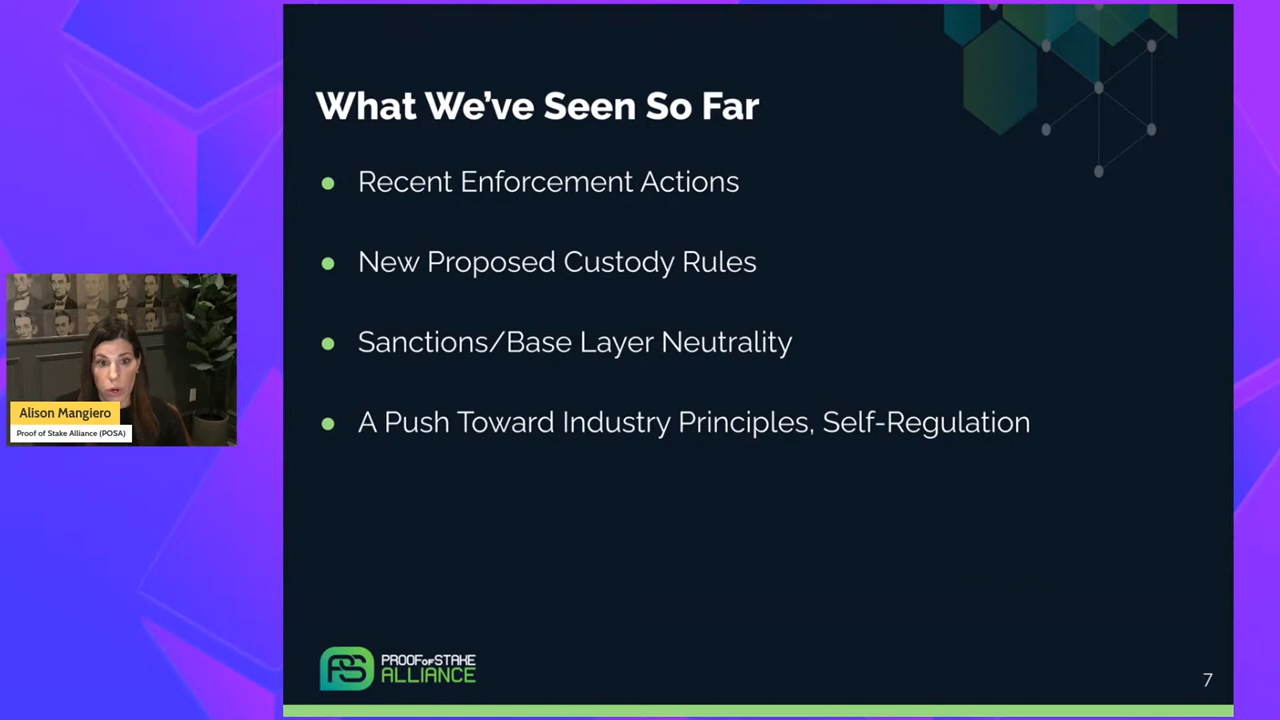 What We've Seen So Far
● Recent Enforcement Actions
● New Proposed Custody Rules
● Sanctions/Base Layer Neutrality
● A Push Toward Industry Principles, Self-Regulation
Alison Mangiero
Proof of Stake Alliance (POSA)
PS PROOF OF STAKE
ALLIANCE
7